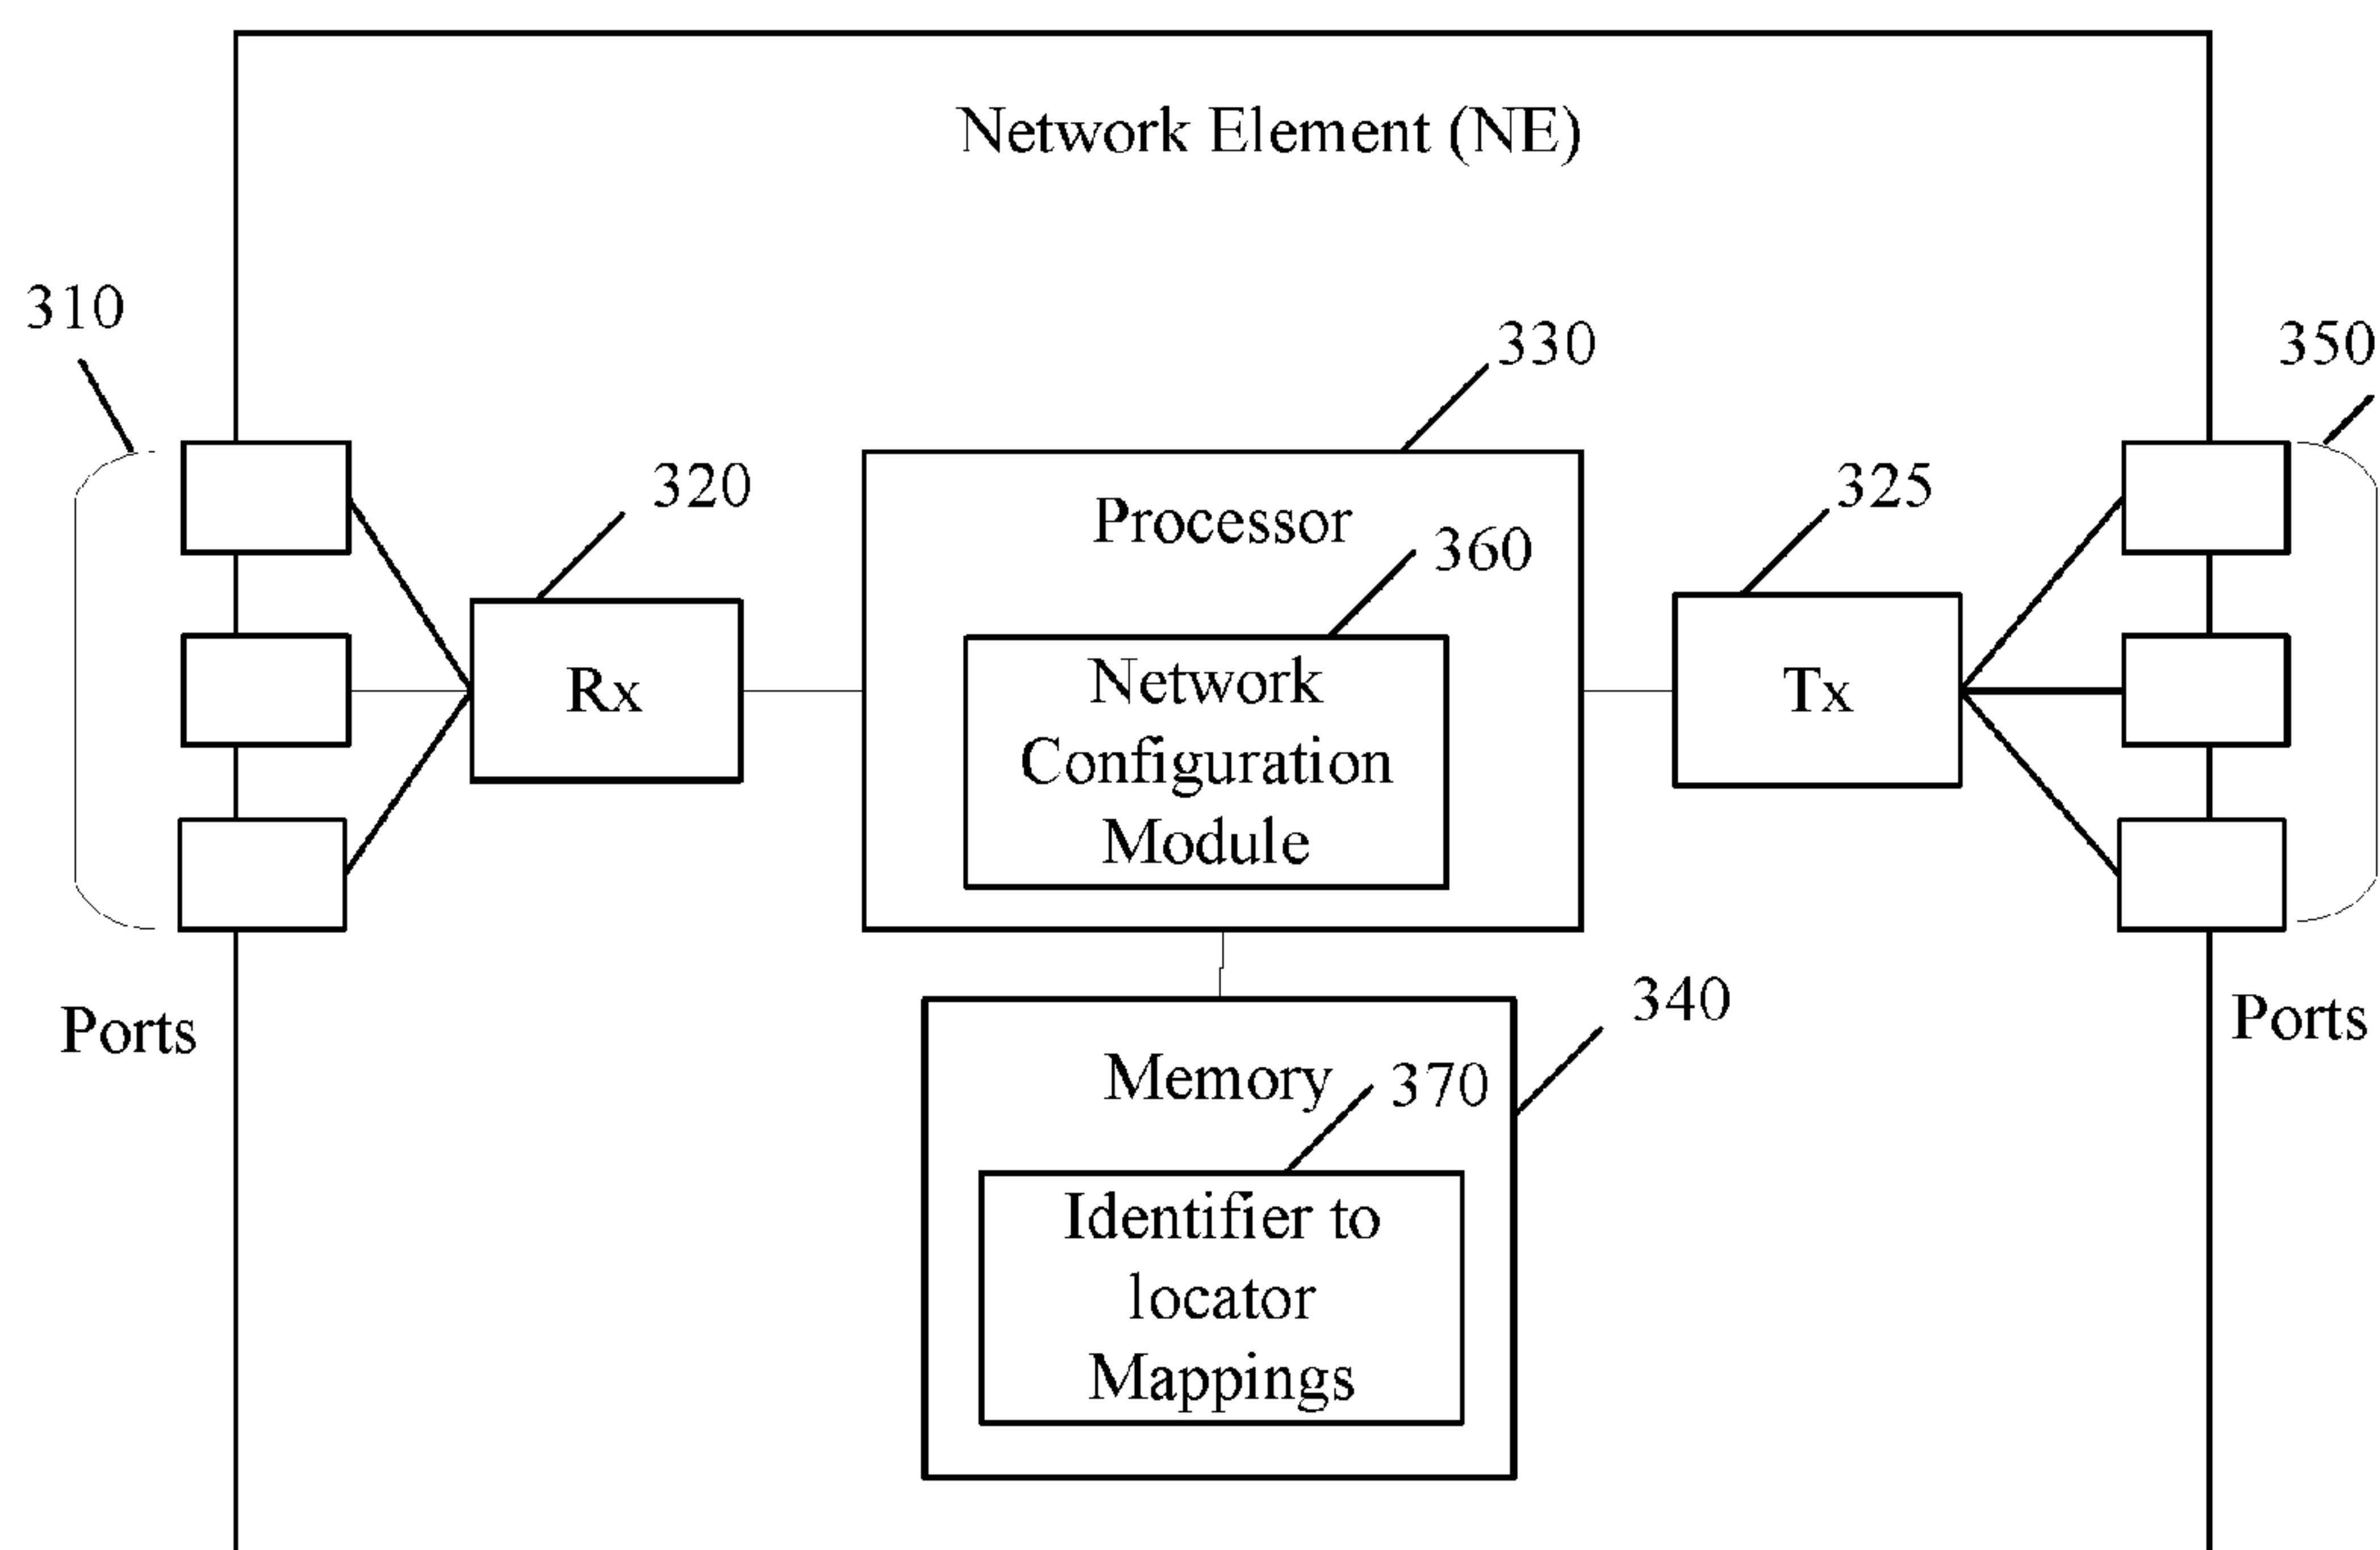 Network Element (NE)
310
330
350
320
Processor
325
360
Rx
Network
Configuration
Module
Tx
Ports
340
Ports
Memory
370
Identifier to
locator
Mappings